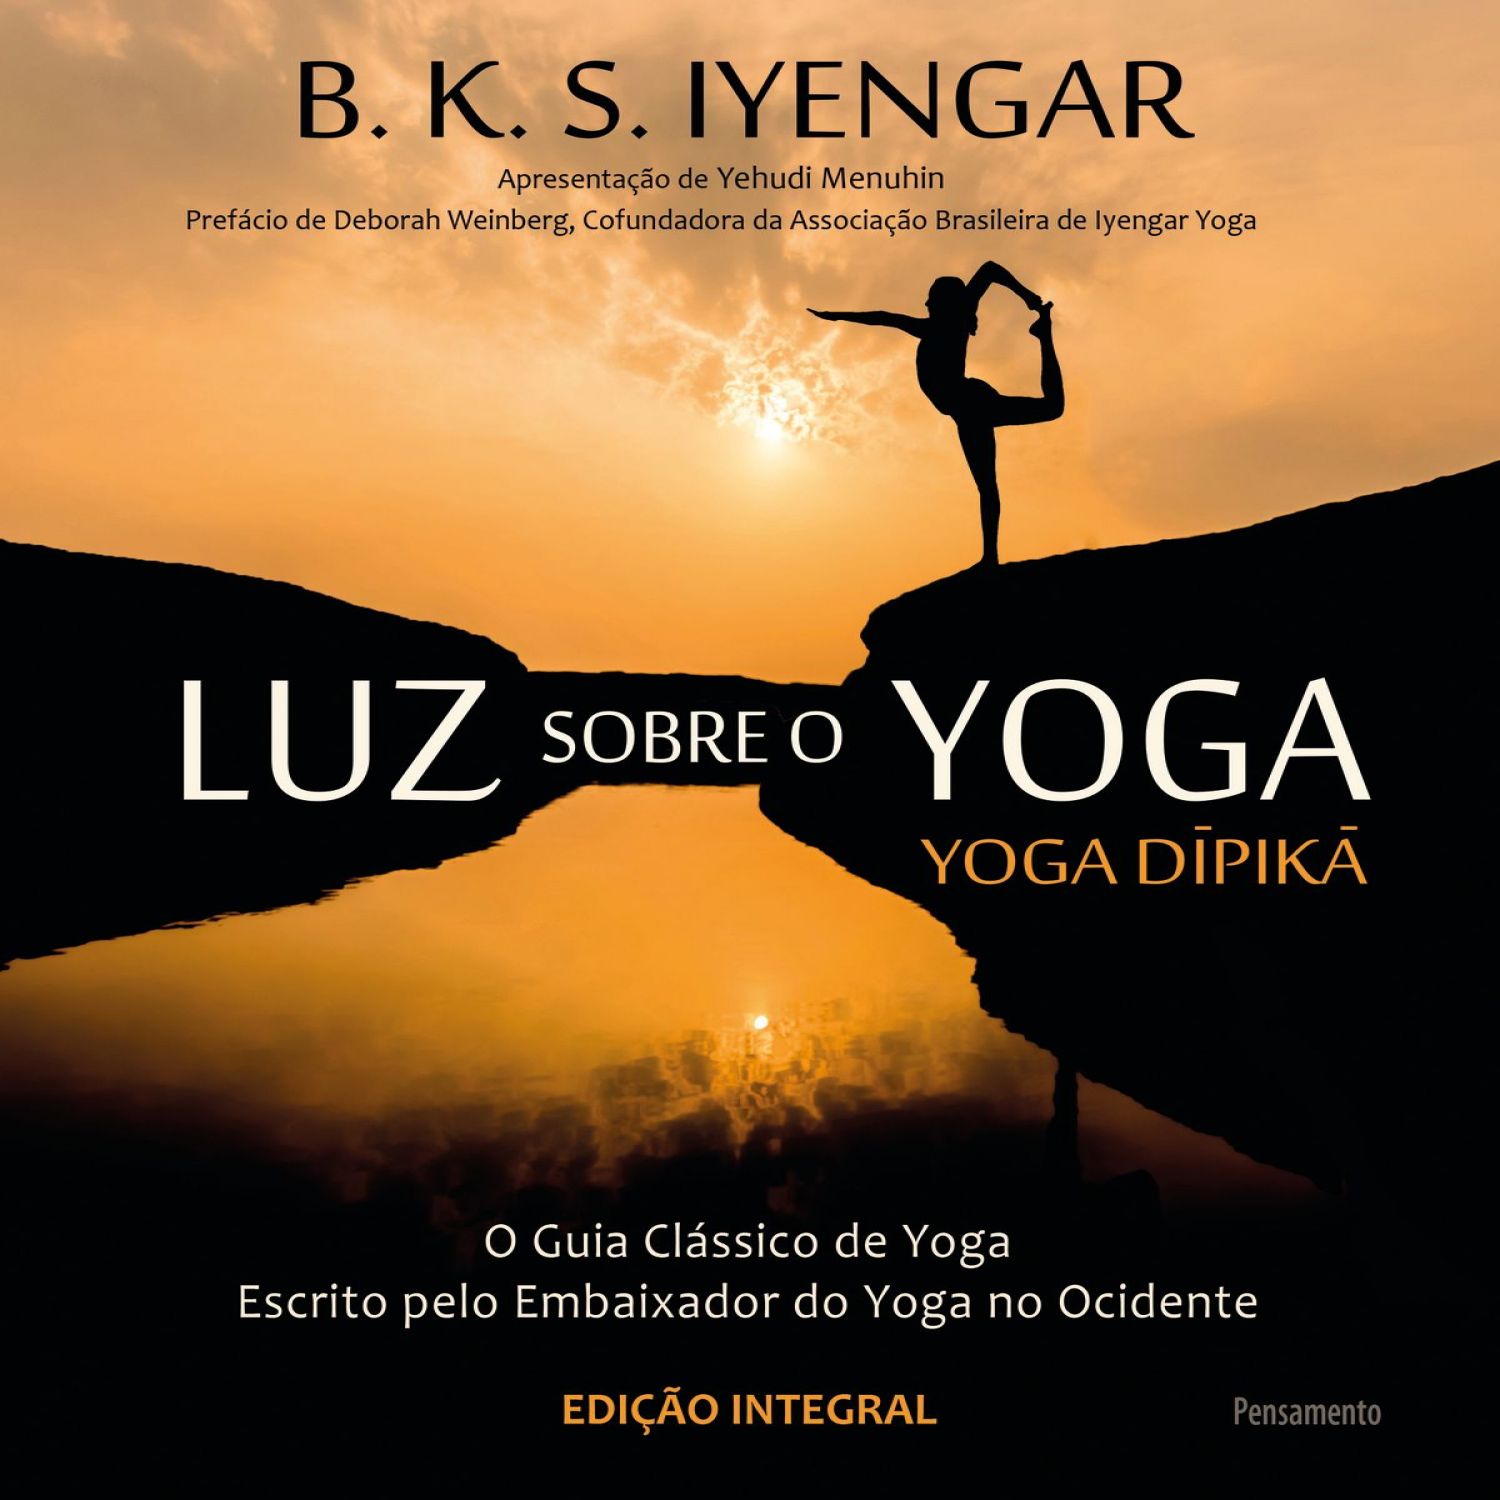 B. K. S. IYENGAR
Apresentação de Yehudi Menuhin
Prefácio de Deborah Weinberg, Cofundadora da Associação Brasileira de Iyengar Yoga
LUZ SOBRE O YOGA
YOGA DĪPIKĀ
O Guia Clássico de Yoga
Escrito pelo Embaixador do Yoga no Ocidente
EDIÇÃO INTEGRAL
Pensamento